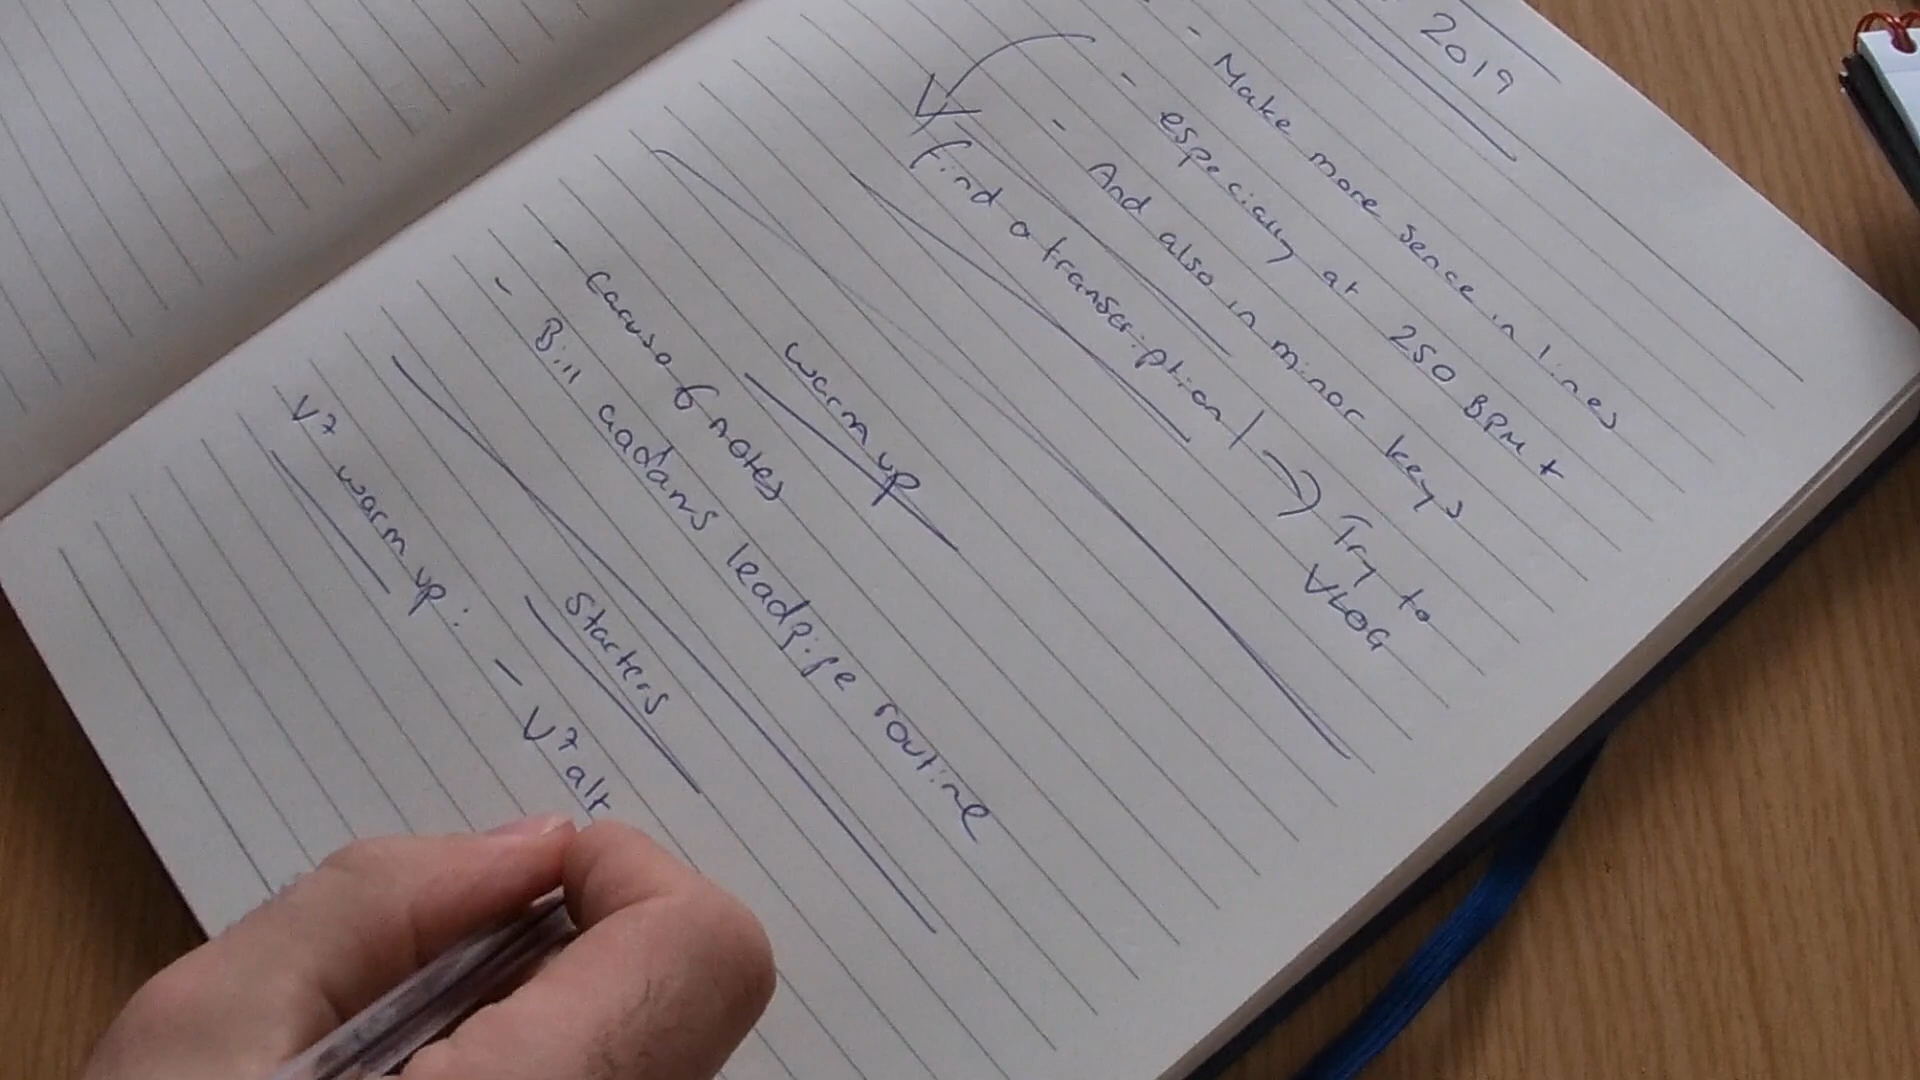 2019
- Make more sence in lines
- especially at 250 BPM +
- And also in minor keys
find a transcription! → Try to
VLOG
warm up
- Caruso 6 notes
- Bill adams leadpipe routine
Starters
V7 warm up: - V7 alt